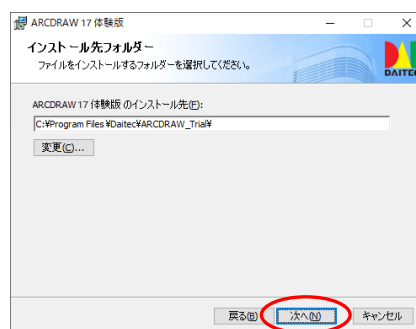 ARCDRAW 17 体験版
インストール先フォルダー
ファイルをインストールするフォルダーを選択してください。
DAITEC
ARCDRAW 17 体験版 のインストール先(F):
C:¥Program Files¥Daitec¥ARCDRAW_Trial¥
変更(C)...
戻る(B)
次へ(N)
キャンセル